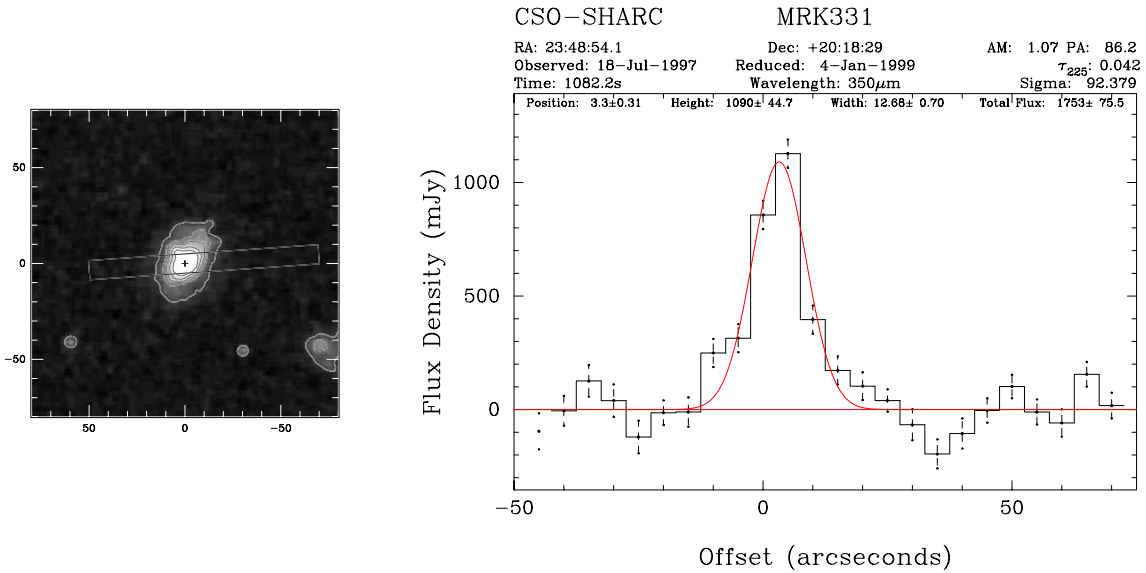 CSO-SHARC MRK331
RA: 23:48:54.1 Dec: +20:18:29 AM: 1.07 PA: 86.2
Observed: 18-Jul-1997 Reduced: 4-Jan-1999 τ225: 0.042
Time: 1082.2s Wavelength: 350μm Sigma: 92.379
Position: 3.3±0.31 Height: 1090± 44.7 Width: 12.68± 0.70 Total Flux: 1753± 75.5
50
0
−50
50 0 −50
Flux Density (mJy)
1000
500
0
−50 0 50
Offset (arcseconds)